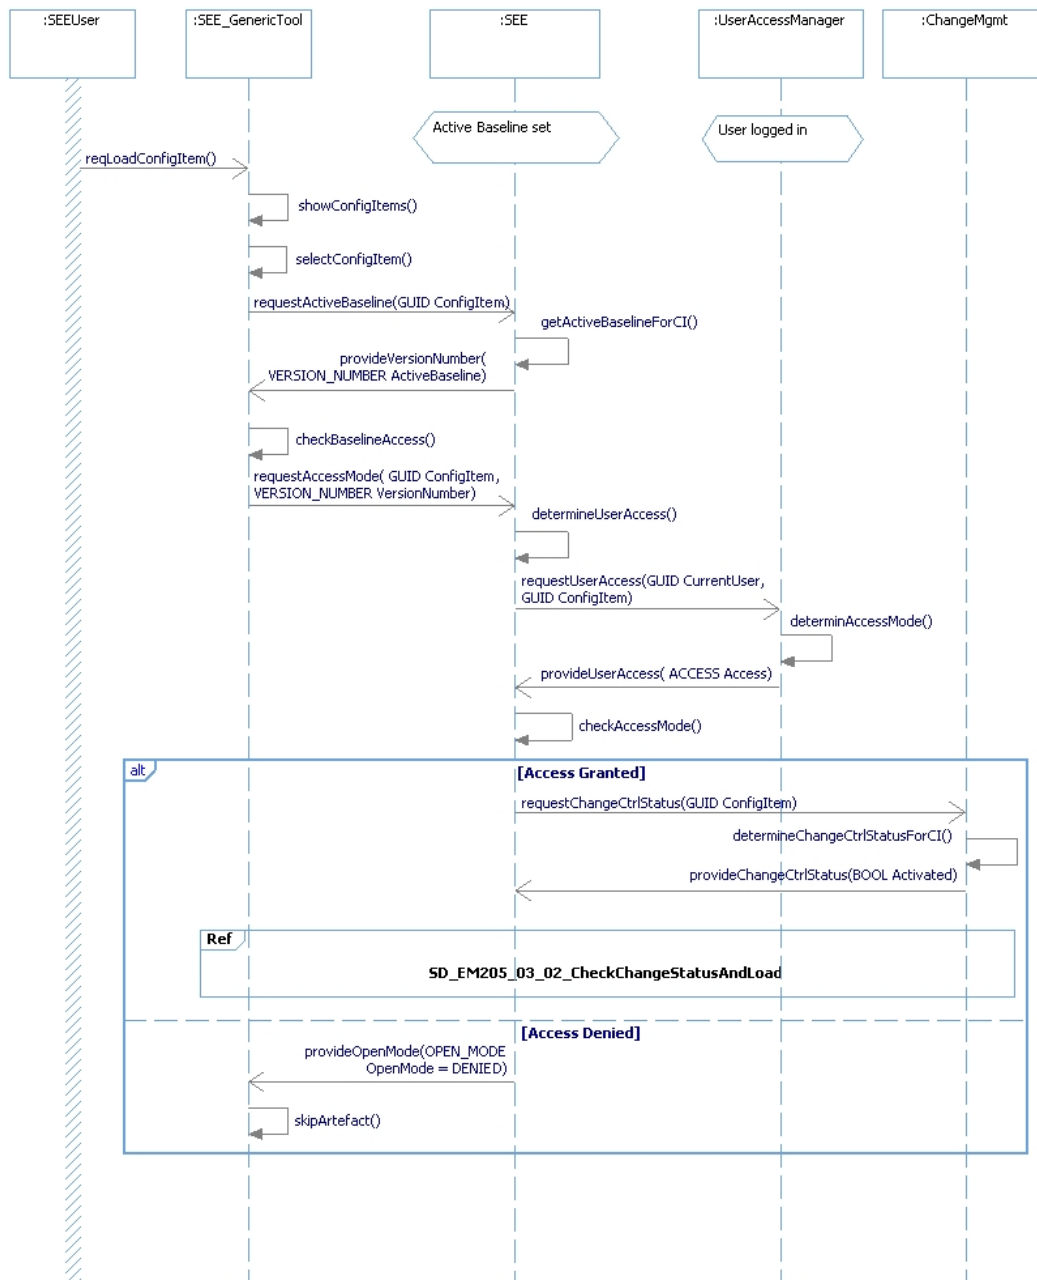 :SEEUser
:SEE_GenericTool
:SEE
:UserAccessManager
:ChangeMgmt
Active Baseline set
User logged in
reqLoadConfigItem()
showConfigItems()
selectConfigItem()
requestActiveBaseline(GUID ConfigItem)
getActiveBaselineForCI()
provideVersionNumber(
VERSION_NUMBER ActiveBaseline)
checkBaselineAccess()
requestAccessMode( GUID ConfigItem,
VERSION_NUMBER VersionNumber)
determineUserAccess()
requestUserAccess(GUID CurrentUser,
GUID ConfigItem)
determinAccessMode()
provideUserAccess( ACCESS Access)
checkAccessMode()
alt
[Access Granted]
requestChangeCtrlStatus(GUID ConfigItem)
determineChangeCtrlStatusForCI()
provideChangeCtrlStatus(BOOL Activated)
Ref
SD_EM205_03_02_CheckChangeStatusAndLoad
[Access Denied]
provideOpenMode(OPEN_MODE
OpenMode = DENIED)
skipArtefact()